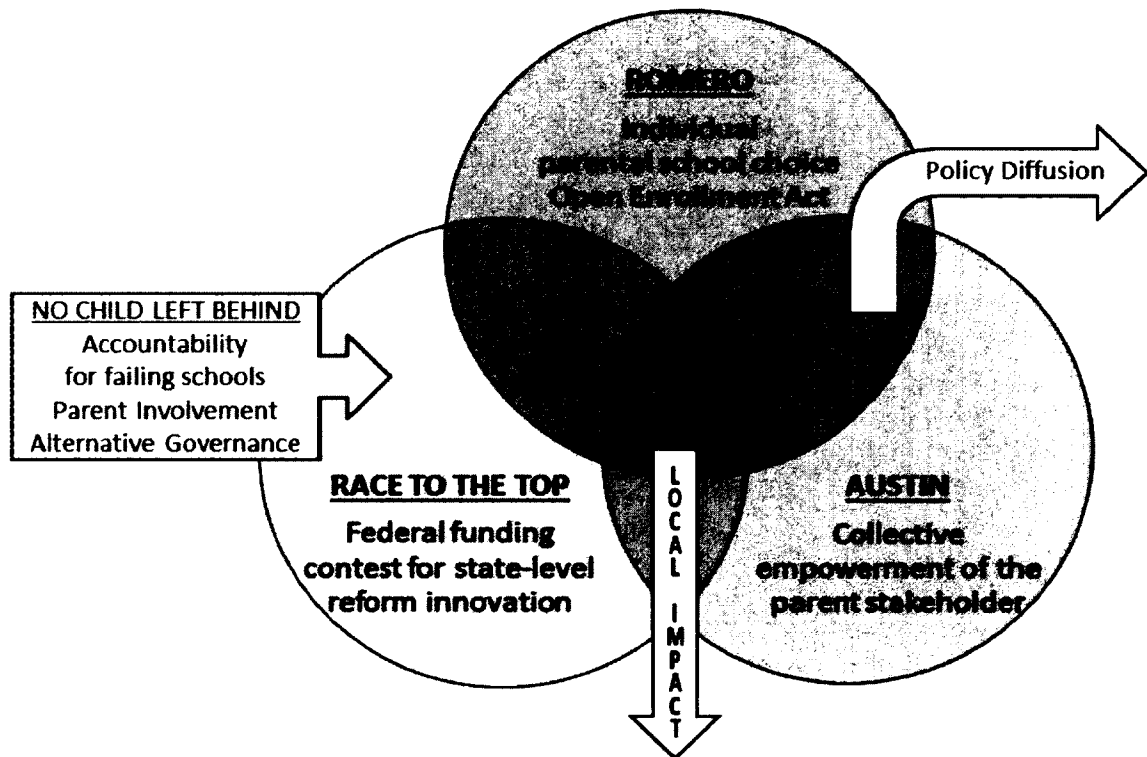 ROMERO
Individual
parental school choice
Open Enrollment Act
Policy Diffusion
NO CHILD LEFT BEHIND
Accountability
for failing schools
Parent Involvement
Alternative Governance
RACE TO THE TOP
Federal funding
contest for state-level
reform innovation
AUSTIN
Collective
empowerment of the
parent stakeholder
LOCAL IMPACT